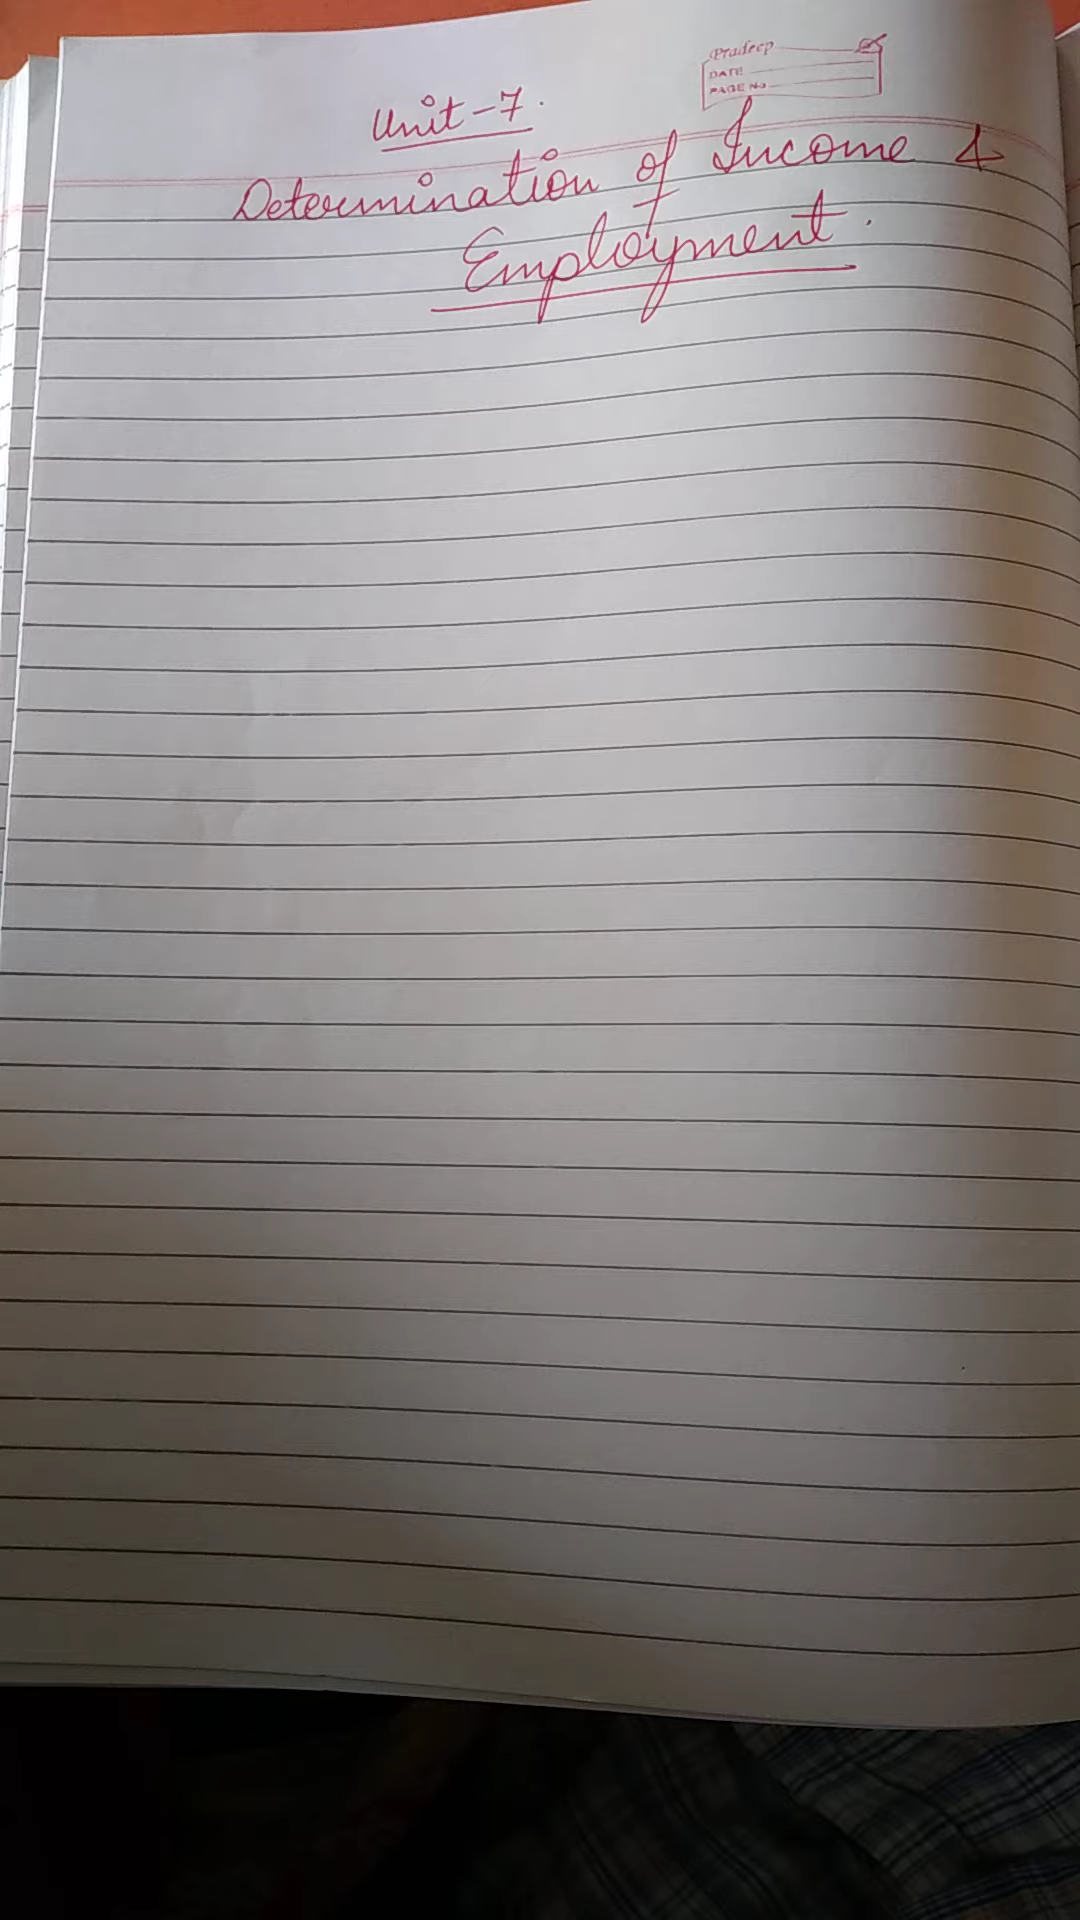 Pradeep
DATE
PAGE No
Unit-7.
Determination of Income &
Employment.